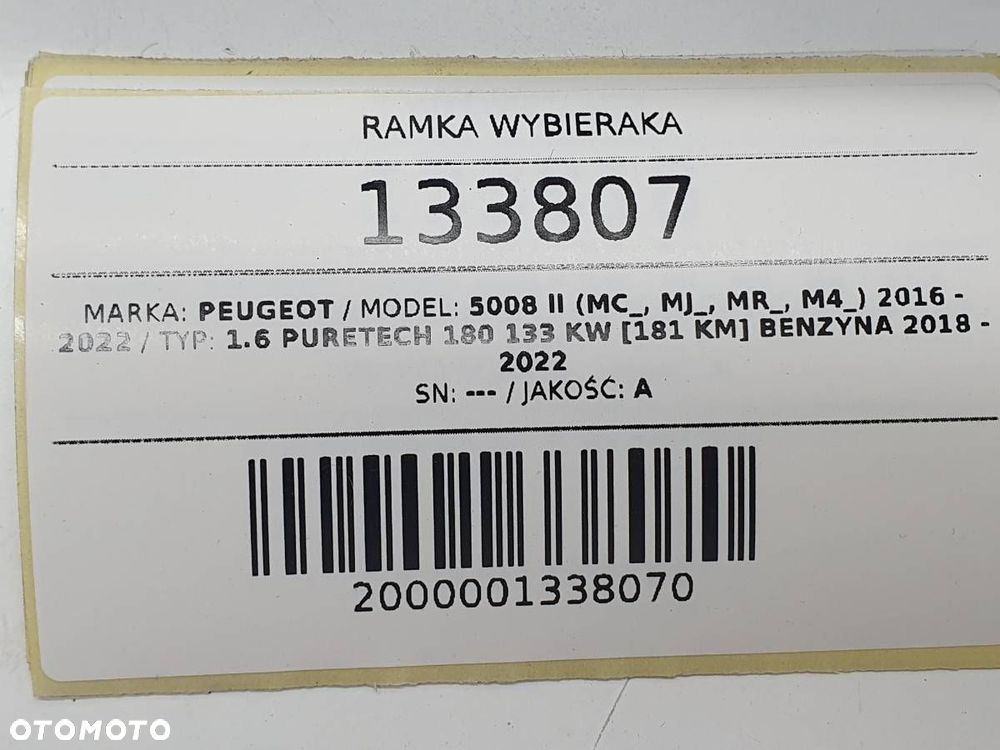 RAMKA WYBIERAKA
133807
MARKA: PEUGEOT / MODEL: 5008 II (MC_, MJ_, MR_, M4_) 2016 -
2022 / TYP: 1.6 PURETECH 180 133 KW [181 KM] BENZYNA 2018 -
2022
SN: --- / JAKOŚĆ: A
2000001338070
OTOMOTO